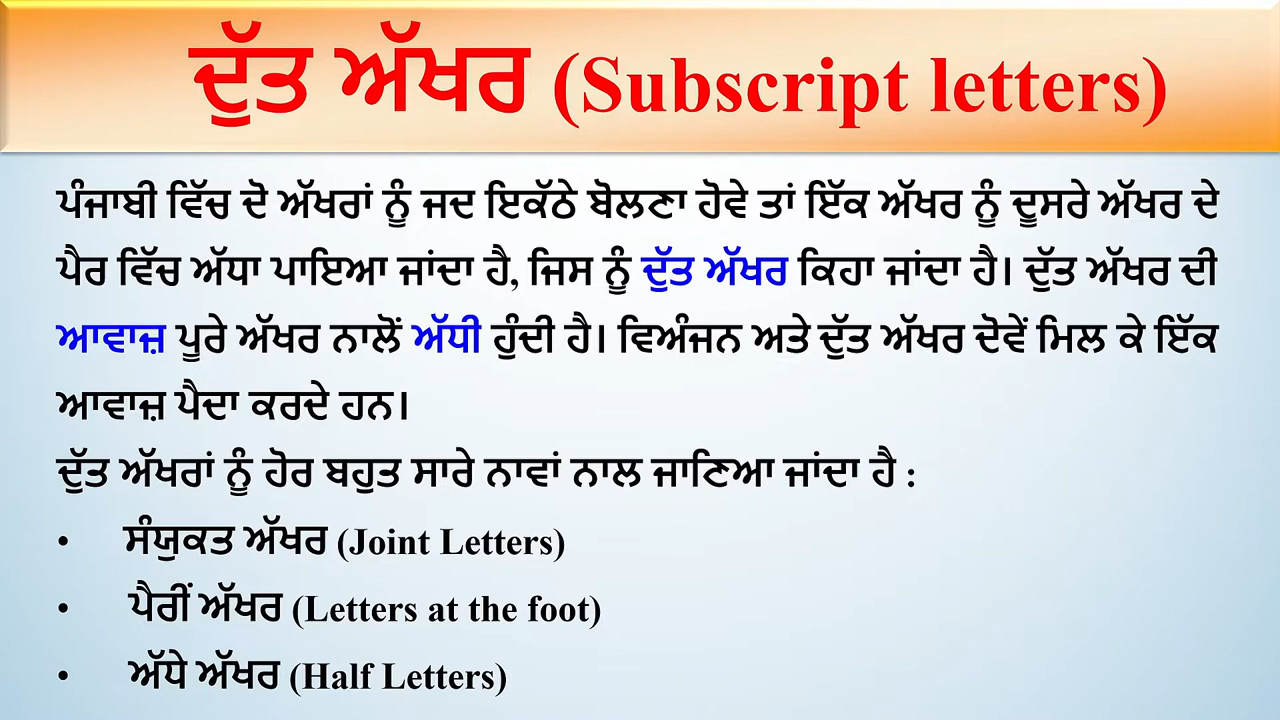 ਦੁੱਤ ਅੱਖਰ (Subscript letters)
ਪੰਜਾਬੀ ਵਿੱਚ ਦੋ ਅੱਖਰਾਂ ਨੂੰ ਜਦ ਇਕੱਠੇ ਬੋਲਣਾ ਹੋਵੇ ਤਾਂ ਇੱਕ ਅੱਖਰ ਨੂੰ ਦੂਸਰੇ ਅੱਖਰ ਦੇ
ਪੈਰ ਵਿੱਚ ਅੱਧਾ ਪਾਇਆ ਜਾਂਦਾ ਹੈ, ਜਿਸ ਨੂੰ ਦੁੱਤ ਅੱਖਰ ਕਿਹਾ ਜਾਂਦਾ ਹੈ। ਦੁੱਤ ਅੱਖਰ ਦੀ
ਆਵਾਜ਼ ਪੂਰੇ ਅੱਖਰ ਨਾਲੋਂ ਅੱਧੀ ਹੁੰਦੀ ਹੈ। ਵਿਅੰਜਨ ਅਤੇ ਦੁੱਤ ਅੱਖਰ ਦੋਵੇਂ ਮਿਲ ਕੇ ਇੱਕ
ਆਵਾਜ਼ ਪੈਦਾ ਕਰਦੇ ਹਨ।
ਦੁੱਤ ਅੱਖਰਾਂ ਨੂੰ ਹੋਰ ਬਹੁਤ ਸਾਰੇ ਨਾਵਾਂ ਨਾਲ ਜਾਣਿਆ ਜਾਂਦਾ ਹੈ :
• ਸੰਯੁਕਤ ਅੱਖਰ (Joint Letters)
• ਪੈਰੀਂ ਅੱਖਰ (Letters at the foot)
• ਅੱਧੇ ਅੱਖਰ (Half Letters)